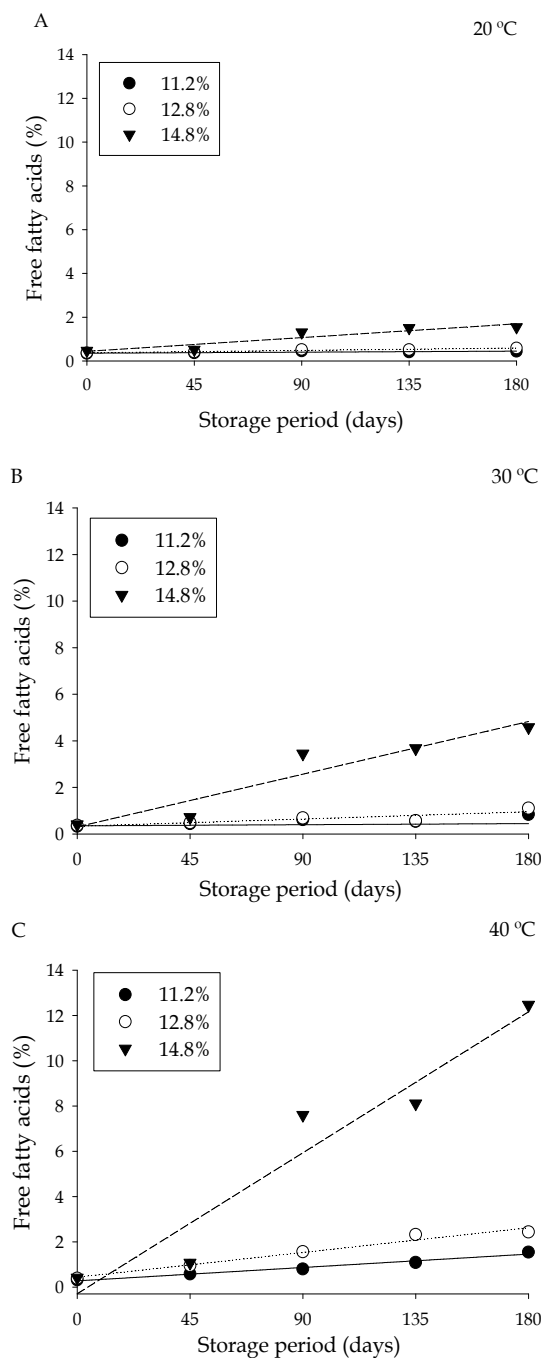 A
20 ºC
14
12
10
8
6
4
2
0
Free fatty acids (%)
11.2%
12.8%
14.8%
0 45 90 135 180
Storage period (days)
B
30 ºC
14
12
10
8
6
4
2
0
Free fatty acids (%)
11.2%
12.8%
14.8%
0 45 90 135 180
Storage period (days)
C
40 ºC
14
12
10
8
6
4
2
0
Free fatty acids (%)
11.2%
12.8%
14.8%
0 45 90 135 180
Storage period (days)